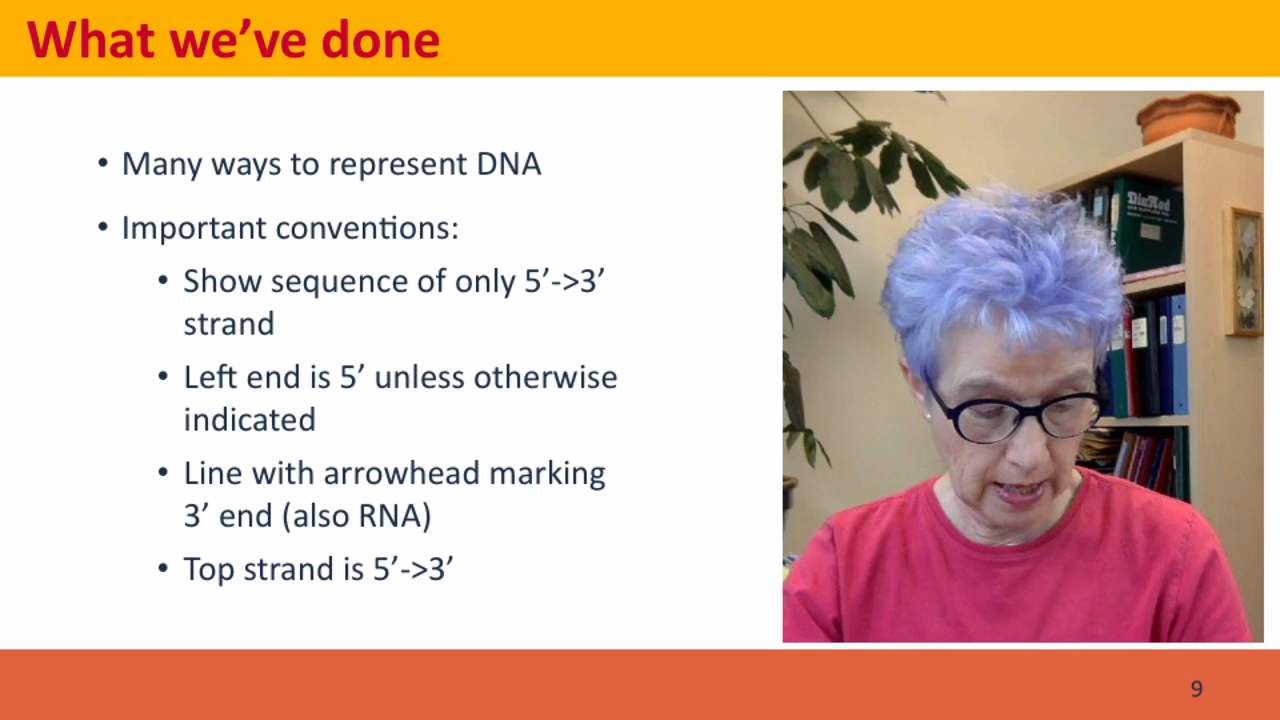 What we’ve done
• Many ways to represent DNA
• Important conventions:
• Show sequence of only 5’->3’
strand
• Left end is 5’ unless otherwise
indicated
• Line with arrowhead marking
3’ end (also RNA)
• Top strand is 5’->3’
DiaMed
9